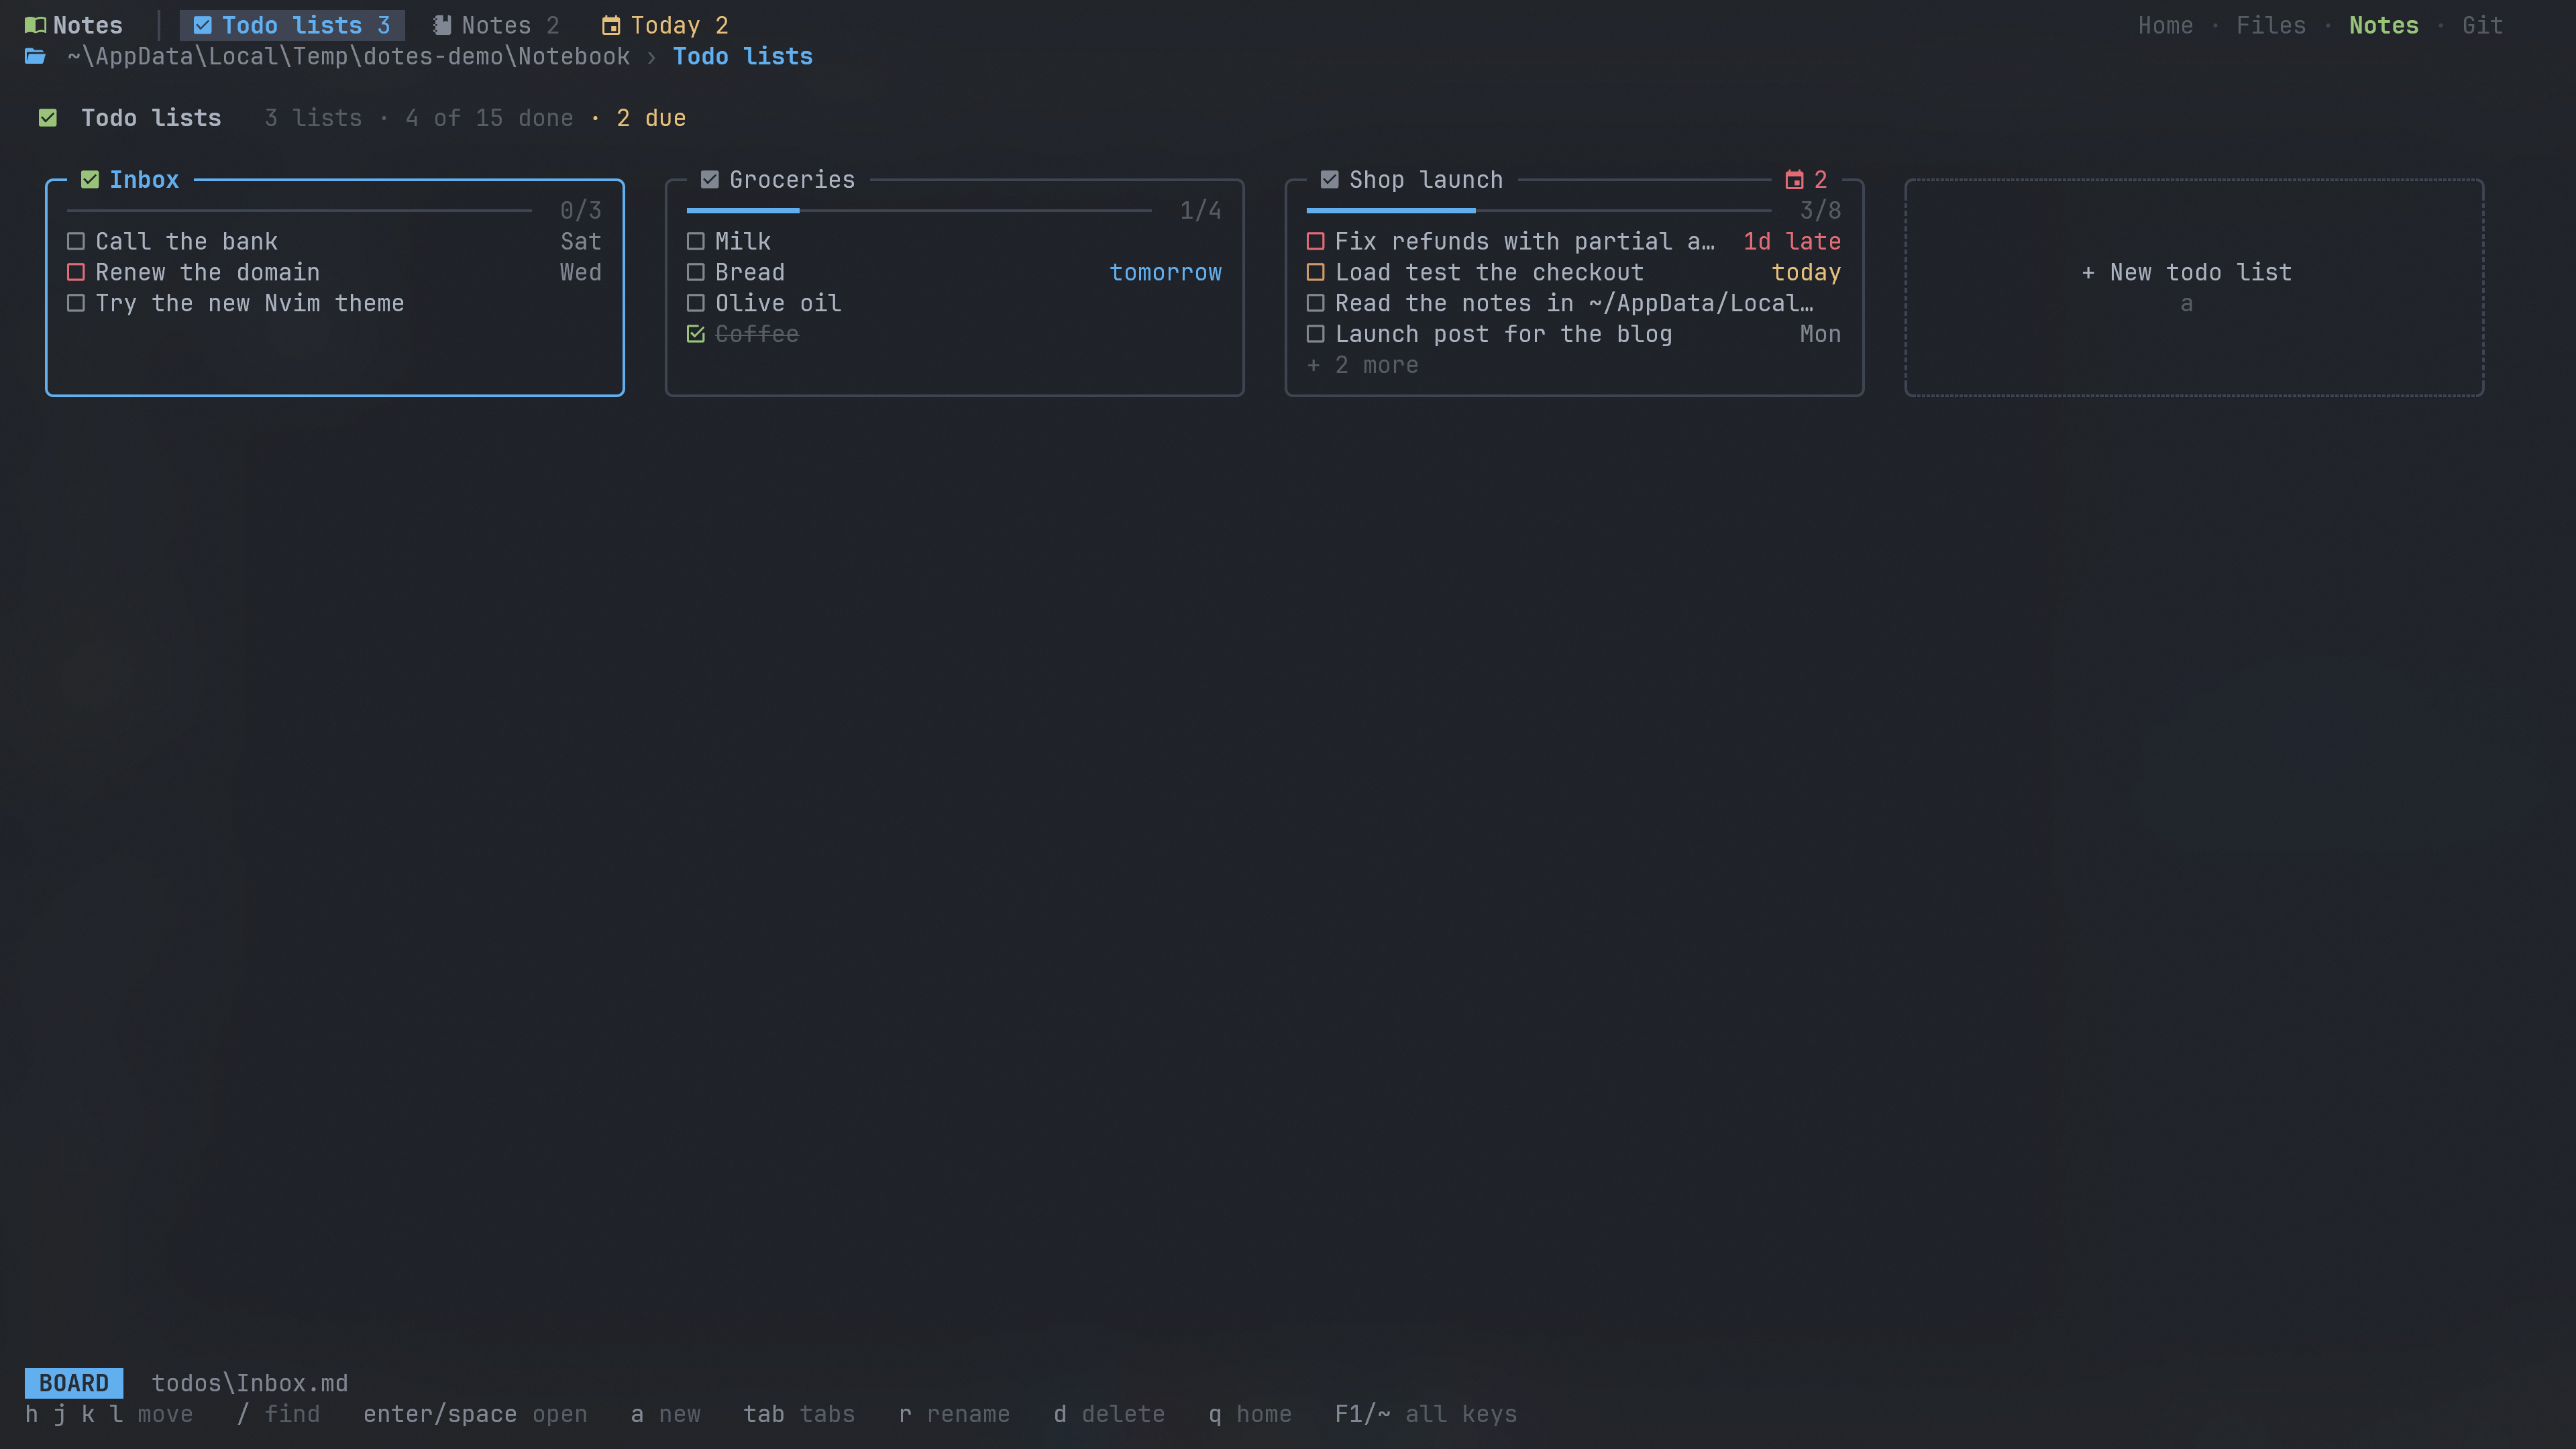 Notes │ Todo lists 3 Notes 2 Today 2 Home · Files · Notes · Git
~\AppData\Local\Temp\dotes-demo\Notebook › Todo lists
Todo lists 3 lists · 4 of 15 done · 2 due
Inbox
0/3
Call the bank Sat
Renew the domain Wed
Try the new Nvim theme
Groceries
1/4
Milk
Bread tomorrow
Olive oil
Coffee
Shop launch 2
3/8
Fix refunds with partial a… 1d late
Load test the checkout today
Read the notes in ~/AppData/Local…
Launch post for the blog Mon
+ 2 more
+ New todo list
a
BOARD todos\Inbox.md
h j k l move / find enter/space open a new tab tabs r rename d delete q home F1/~ all keys